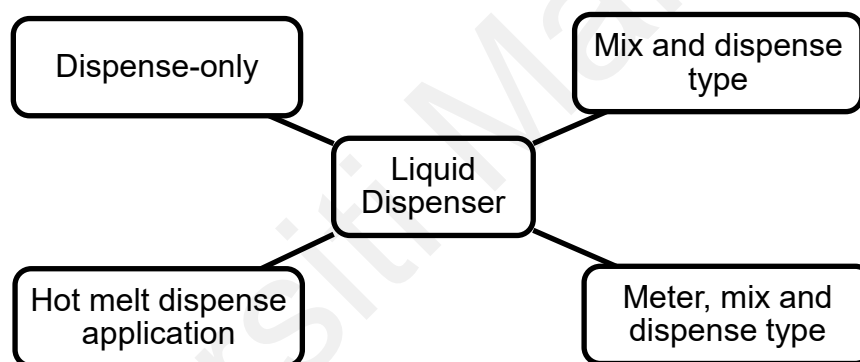 Dispense-only
Mix and dispense
type
Liquid
Dispenser
Hot melt dispense
application
Meter, mix and
dispense type